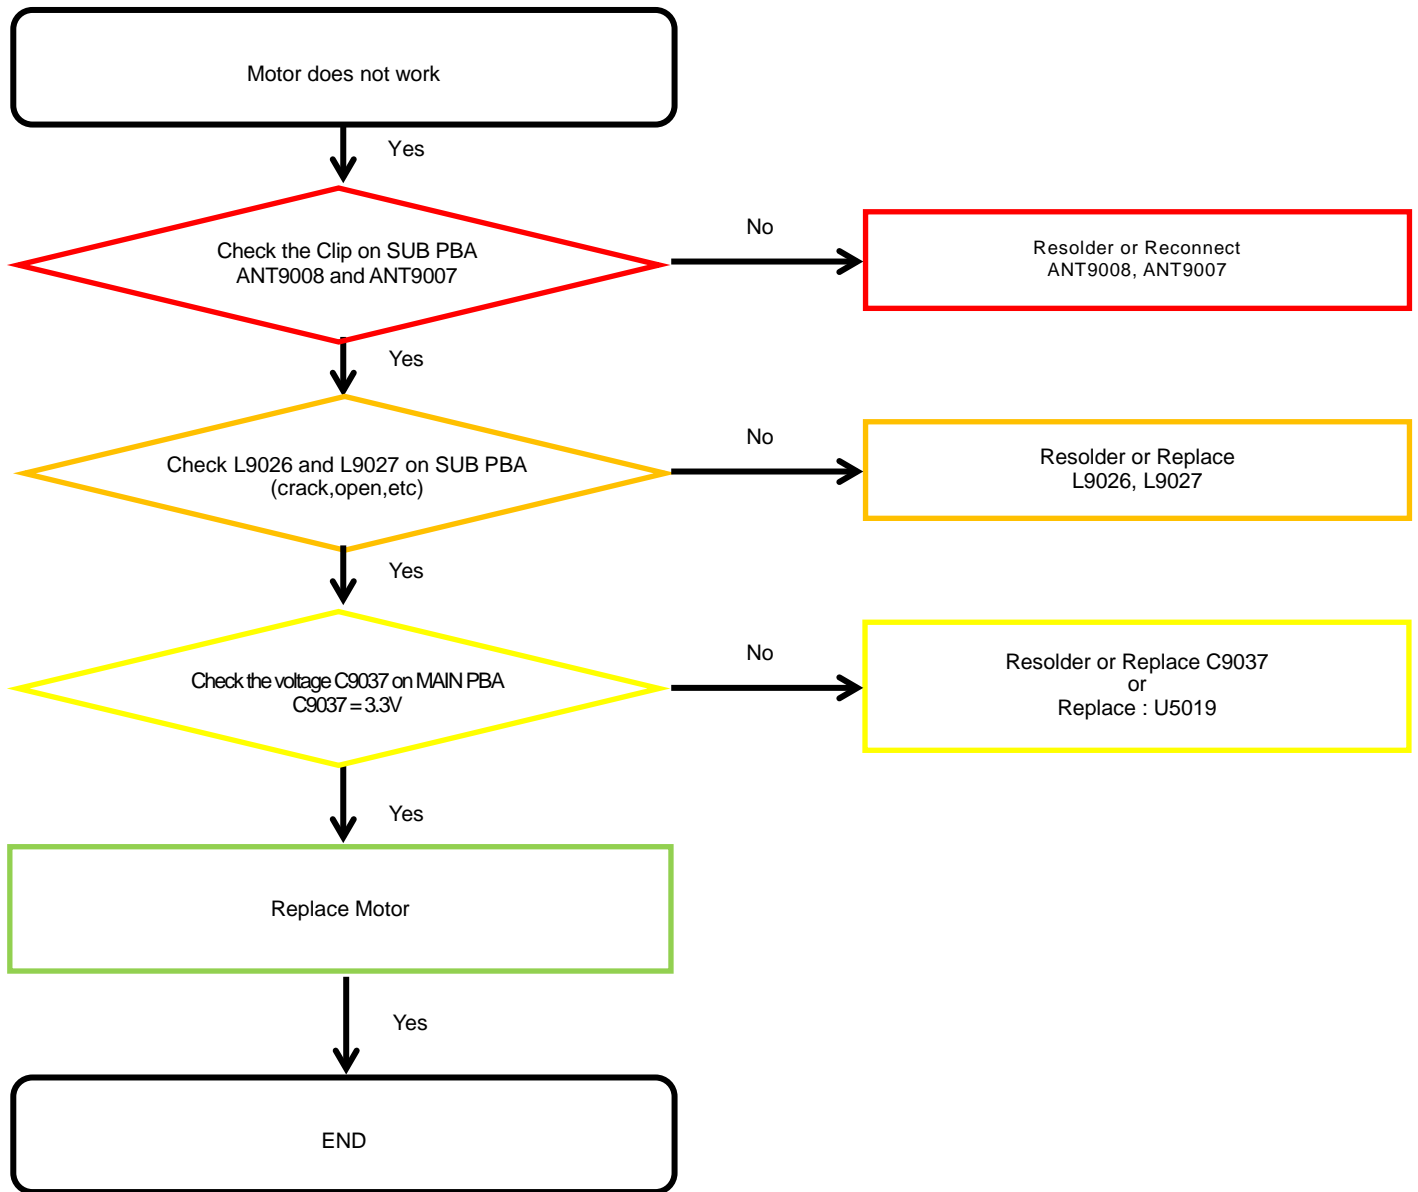 Motor does not work
Yes
Check the Clip on SUB PBA
ANT9008 and ANT9007
No
Resolder or Reconnect
ANT9008, ANT9007
Yes
Check L9026 and L9027 on SUB PBA
(crack,open,etc)
No
Resolder or Replace
L9026, L9027
Yes
Check the voltage C9037 on MAIN PBA
C9037 = 3.3V
No
Resolder or Replace C9037
or
Replace : U5019
Yes
Replace Motor
Yes
END